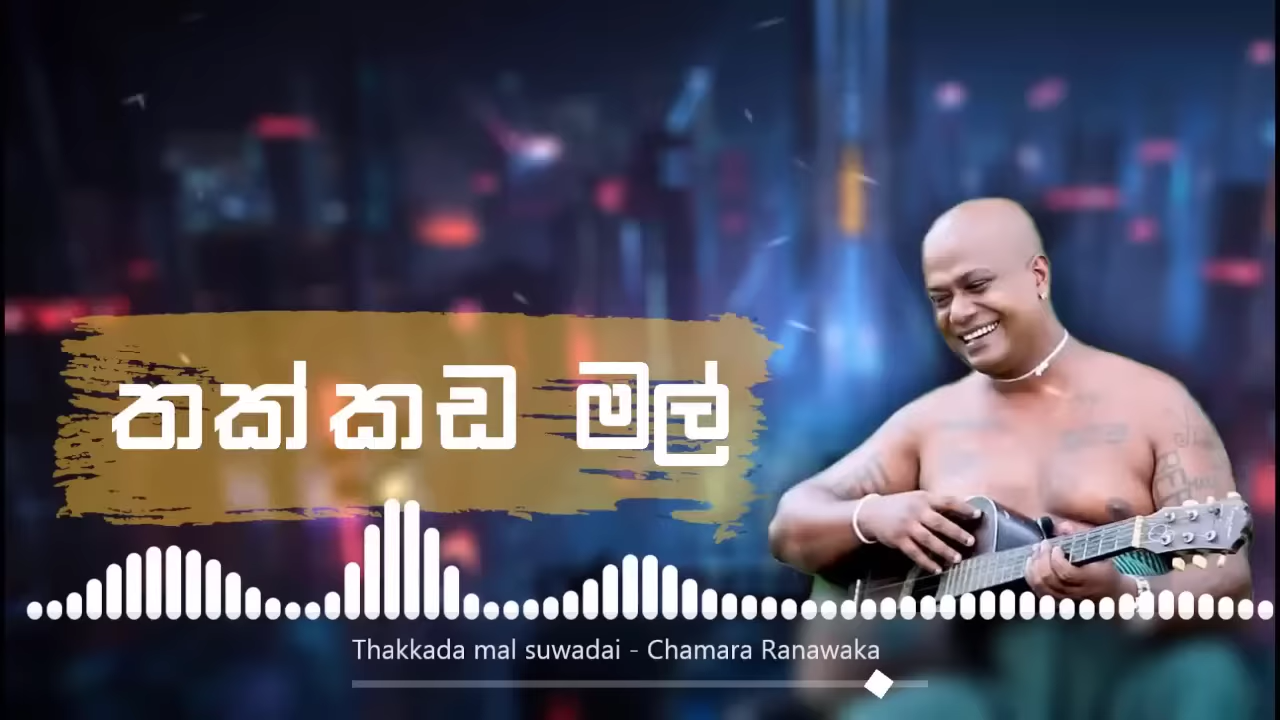 තක්කඩ මල්
Thakkada mal suwadai - Chamara Ranawaka